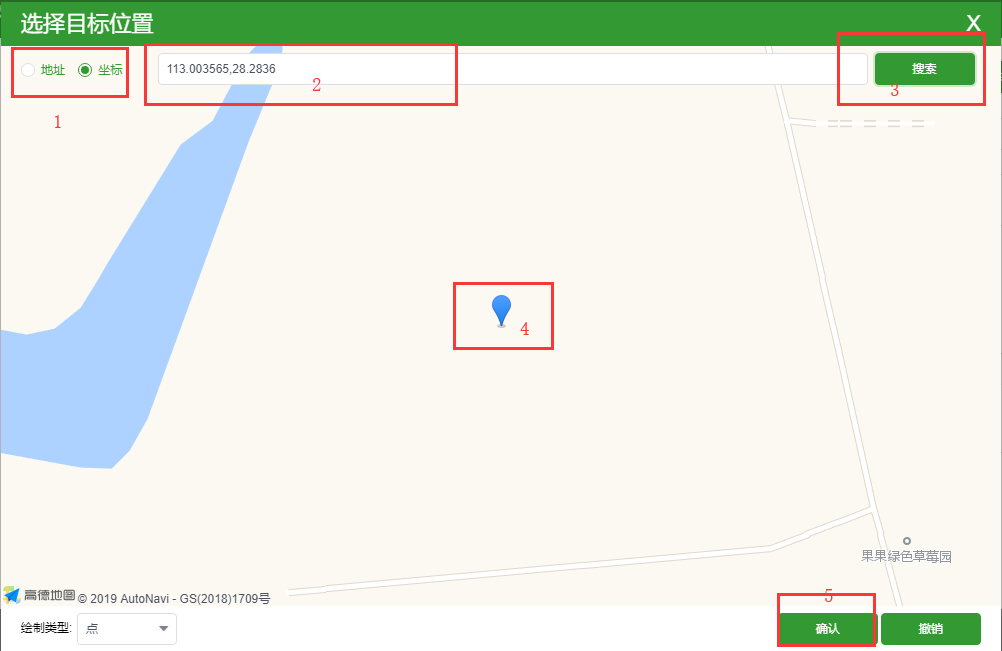 选择目标位置 X
地址 坐标 113.003565,28.2836 搜索
1 2 3
4
果果绿色草莓园
高德地图 © 2019 AutoNavi - GS(2018)1709号
5
绘制类型: 点 确认 撤销